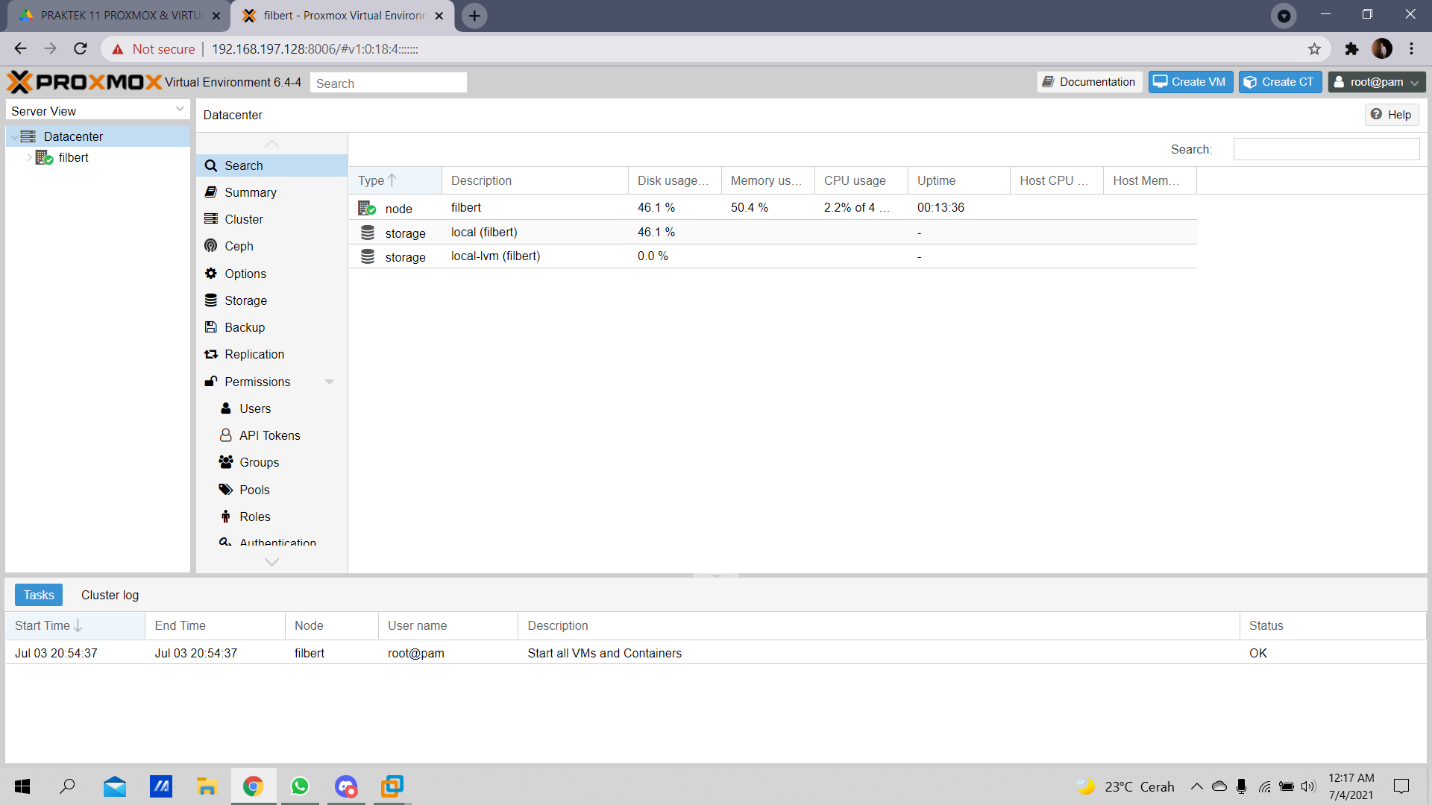 PRAKTEK 11 PROXMOX & VIRTU
filbert - Proxmox Virtual Environm
Not secure
192.168.197.128:8006/#v1:0:18:4:::::::
PROXMOX Virtual Environment 6.4-4
Search
Documentation
Create VM
Create CT
root@pam
Server View
Datacenter
filbert
Datacenter
Help
Search
Summary
Cluster
Ceph
Options
Storage
Backup
Replication
Permissions
Users
API Tokens
Groups
Pools
Roles
Authentication
Search:
Type Description Disk usage... Memory us... CPU usage Uptime Host CPU ... Host Mem...
node filbert 46.1 % 50.4 % 2.2% of 4 ... 00:13:36
storage local (filbert) 46.1 % -
storage local-lvm (filbert) 0.0 % -
Tasks Cluster log
Start Time End Time Node User name Description Status
Jul 03 20:54:37 Jul 03 20:54:37 filbert root@pam Start all VMs and Containers OK
23°C Cerah
12:17 AM
7/4/2021